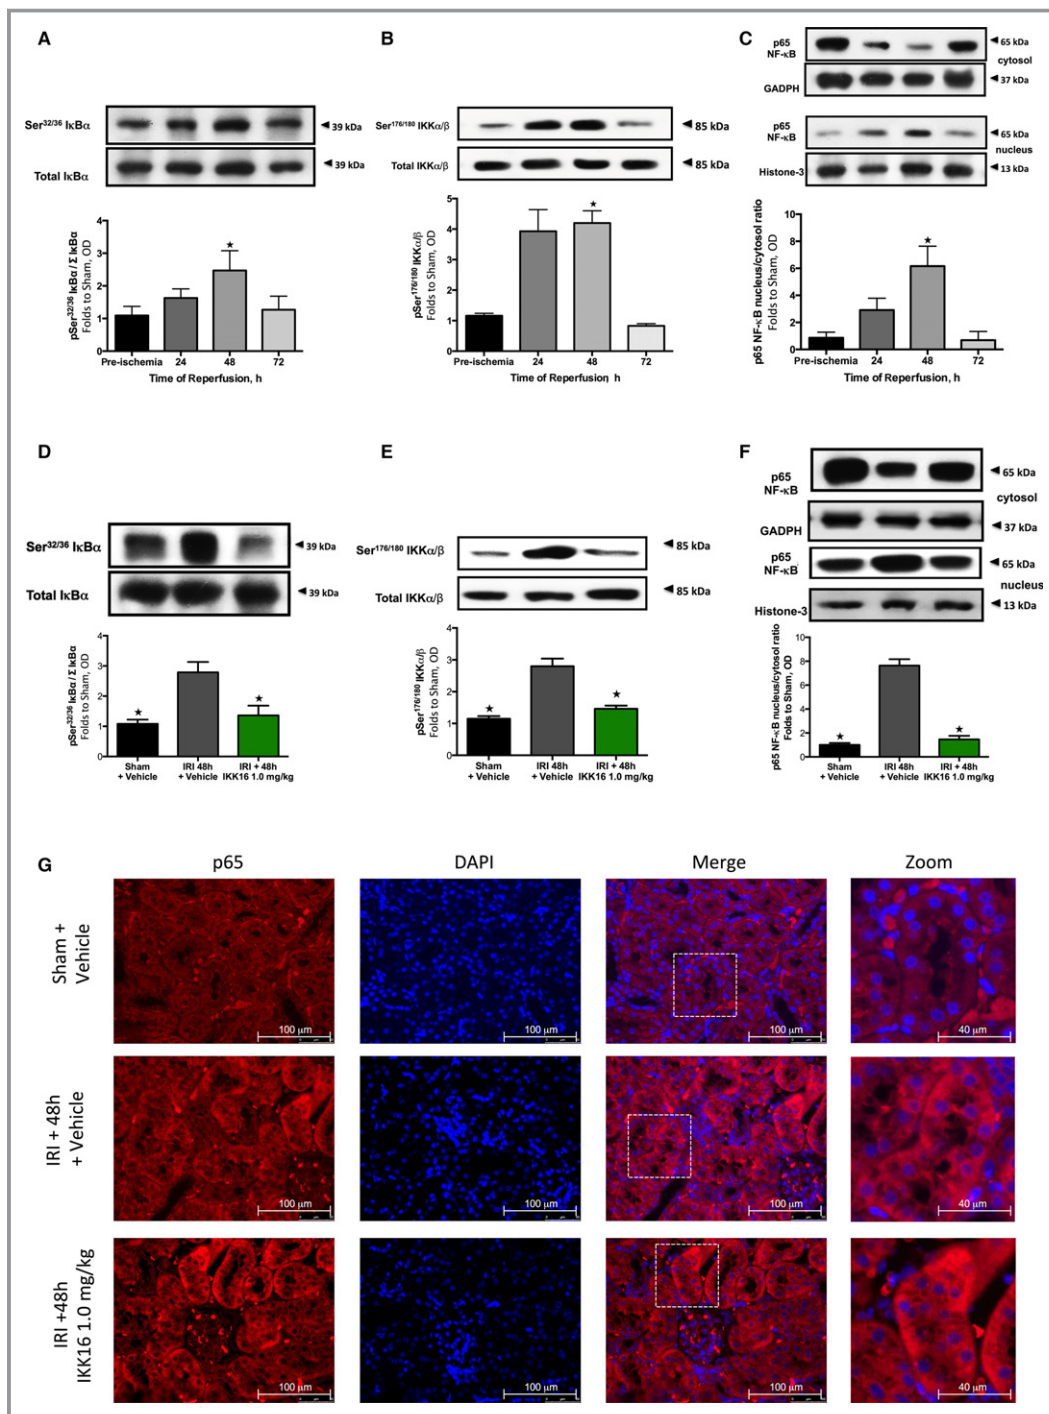 A
Ser32/36 IκBα
39 kDa
Total IκBα
39 kDa
pSer32/36 IκBα / Σ IκBα
Folds to Sham, OD
4
3
2
1
0
★
Pre-ischemia
24
48
72
Time of Reperfusion, h
B
Ser176/180 IKKα/β
85 kDa
Total IKKα/β
85 kDa
pSer176/180 IKKα/β
Folds to Sham, OD
5
4
3
2
1
0
★
Pre-ischemia
24
48
72
Time of Reperfusion, h
C
p65
NF-κB
65 kDa
cytosol
GADPH
37 kDa
p65
NF-κB
65 kDa
nucleus
Histone-3
13 kDa
p65 NF-κB nucleus/cytosol ratio
Folds to Sham, OD
10
8
6
4
2
0
★
Pre-ischemia
24
48
72
Time of Reperfusion, h
D
Ser32/36 IκBα
39 kDa
Total IκBα
39 kDa
pSer32/36 IκBα / Σ IκBα
Folds to Sham, OD
4
3
2
1
0
★
★
Sham
+ Vehicle
IRI 48h
+ Vehicle
IRI + 48h
IKK16 1.0 mg/kg
E
Ser176/180 IKKα/β
85 kDa
Total IKKα/β
85 kDa
pSer176/180 IKKα/β
Folds to Sham, OD
4
3
2
1
0
★
★
Sham
+ Vehicle
IRI 48h
+ Vehicle
IRI + 48h
IKK16 1.0 mg/kg
F
p65
NF-κB
65 kDa
cytosol
GADPH
37 kDa
p65
NF-κB
65 kDa
nucleus
Histone-3
13 kDa
p65 NF-κB nucleus/cytosol ratio
Folds to Sham, OD
8
6
4
2
0
★
★
Sham
+ Vehicle
IRI 48h
+ Vehicle
IRI + 48h
IKK16 1.0 mg/kg
G
p65
DAPI
Merge
Zoom
Sham +
Vehicle
100 µm
100 µm
100 µm
40 µm
IRI + 48h
+ Vehicle
100 µm
100 µm
100 µm
40 µm
IRI +48h
IKK16 1.0 mg/kg
100 µm
100 µm
100 µm
40 µm